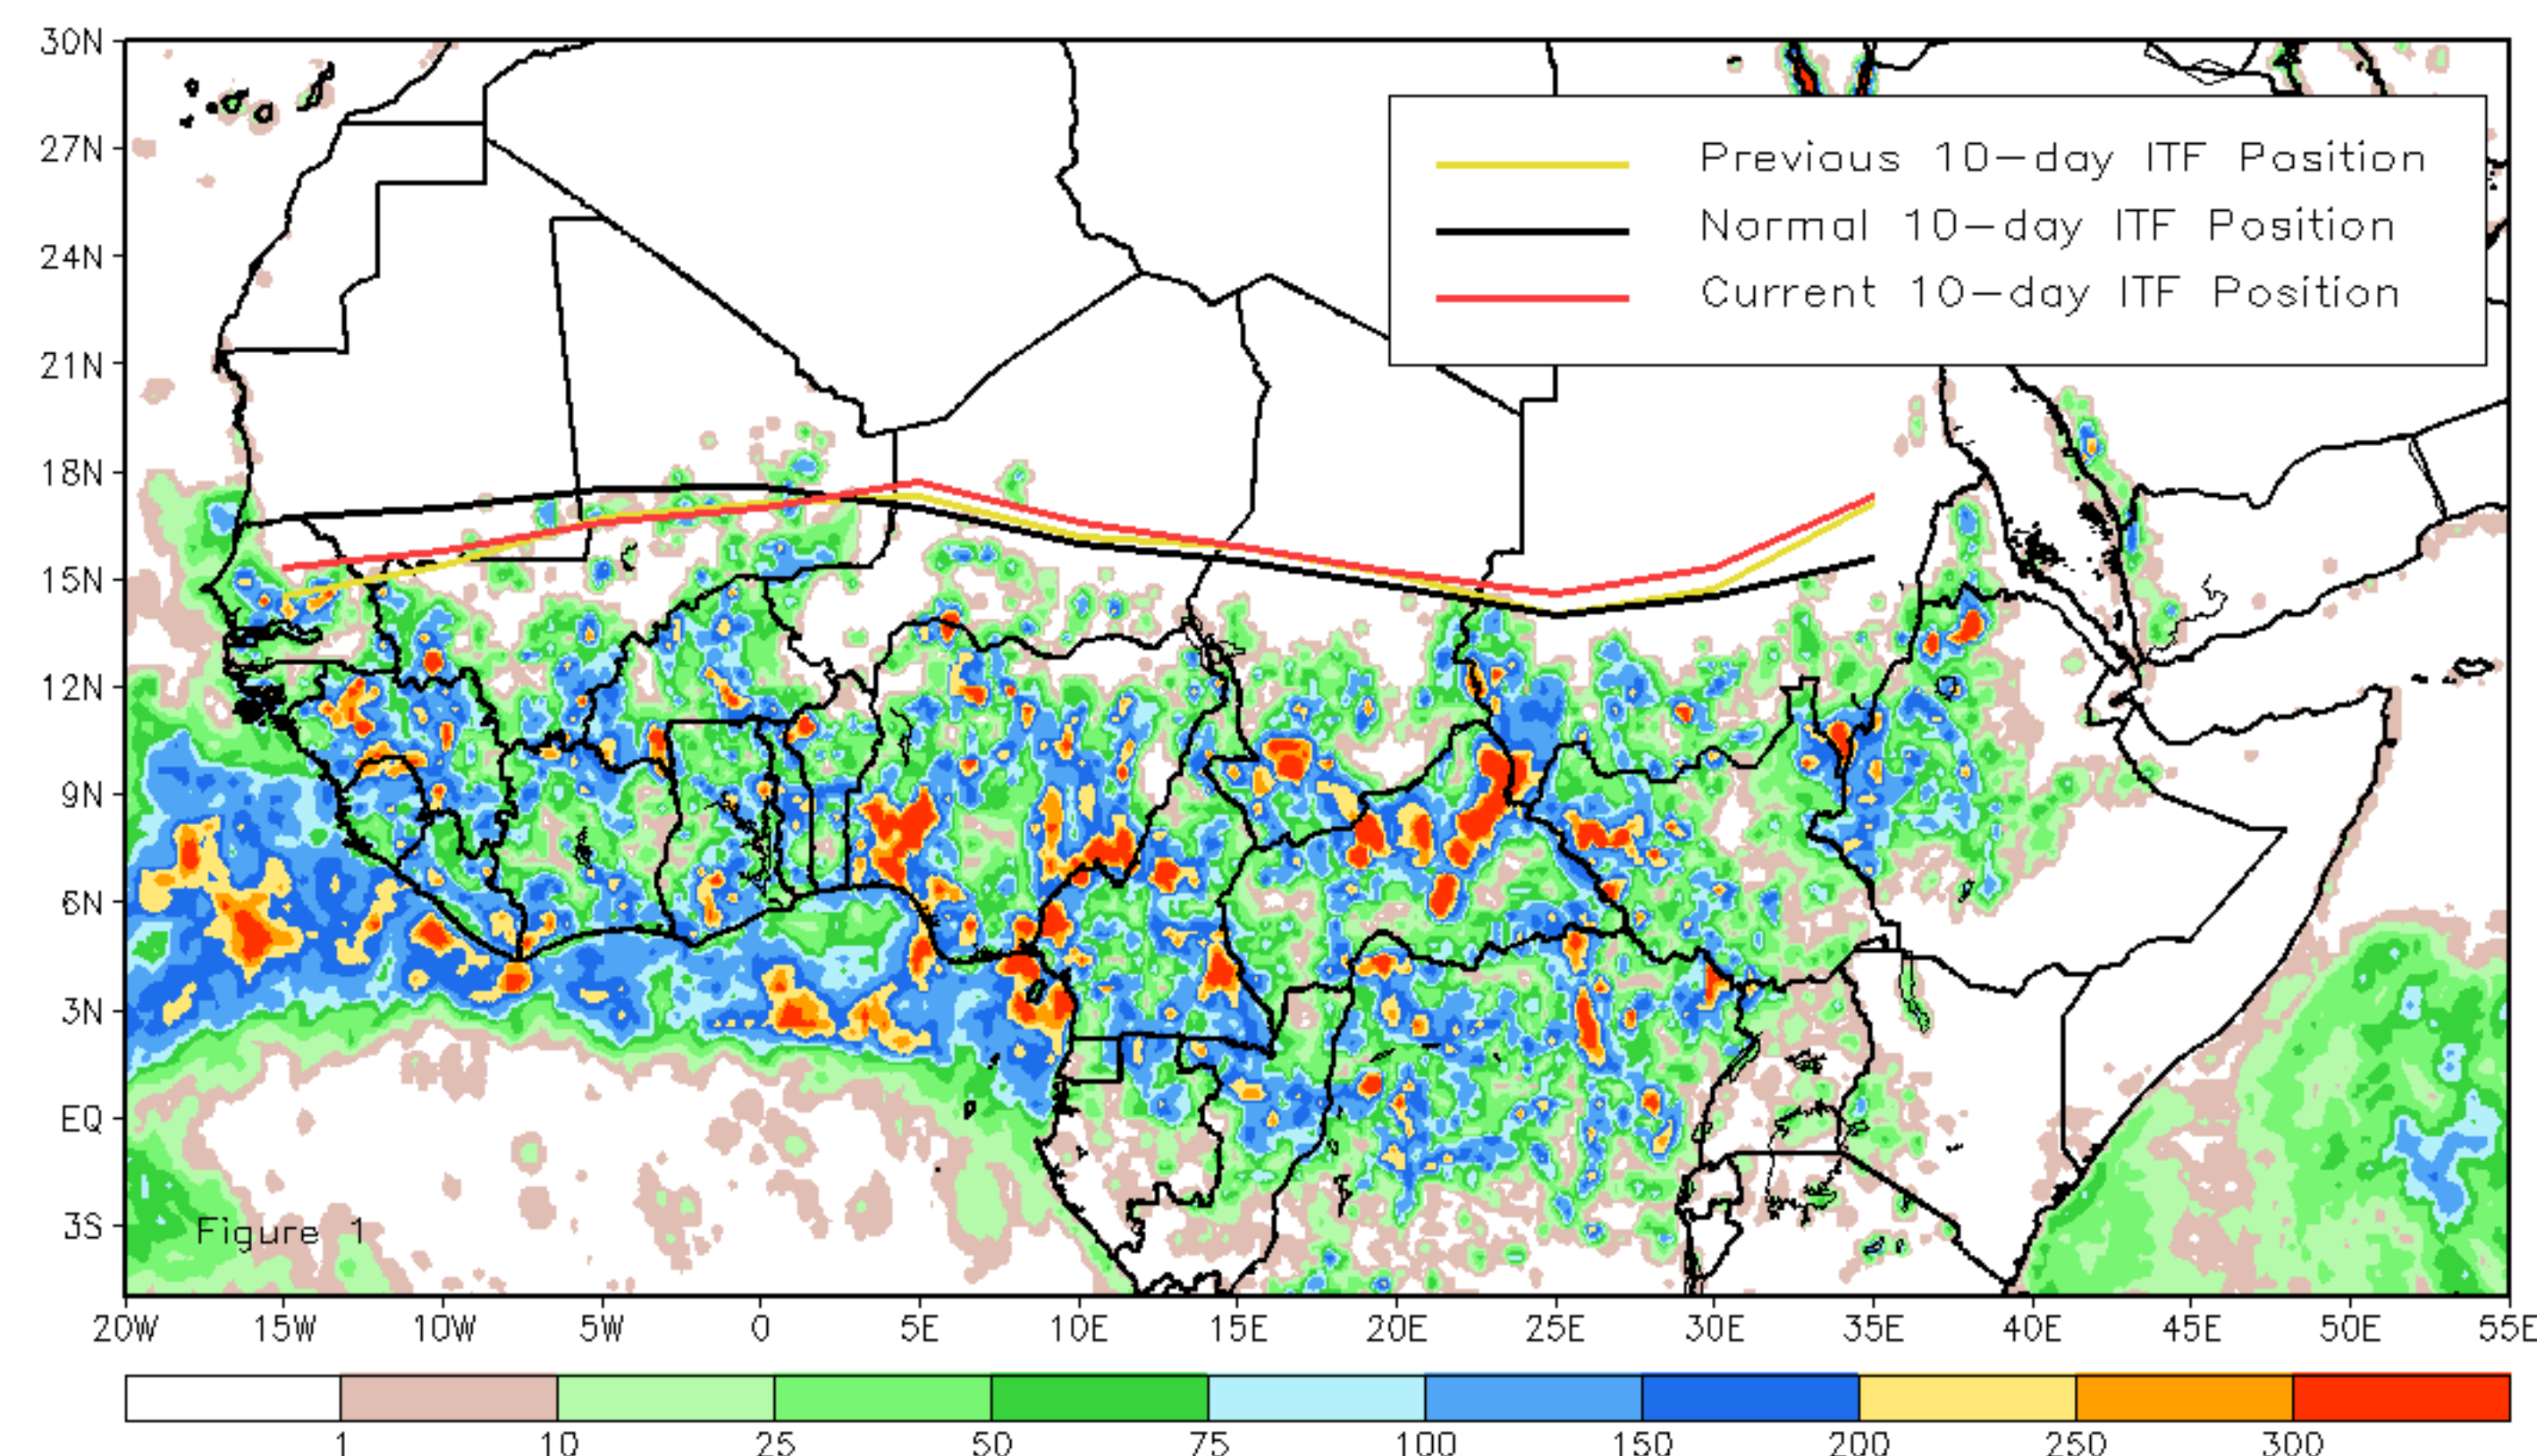 30N
27N
24N
21N
18N
15N
12N
9N
6N
3N
EQ
3S
Previous 10-day ITF Position
Normal 10-day ITF Position
Current 10-day ITF Position
Figure 1
20W 15W 10W 5W 0 5E 10E 15E 20E 25E 30E 35E 40E 45E 50E 55E
1 10 25 50 75 100 150 200 250 300